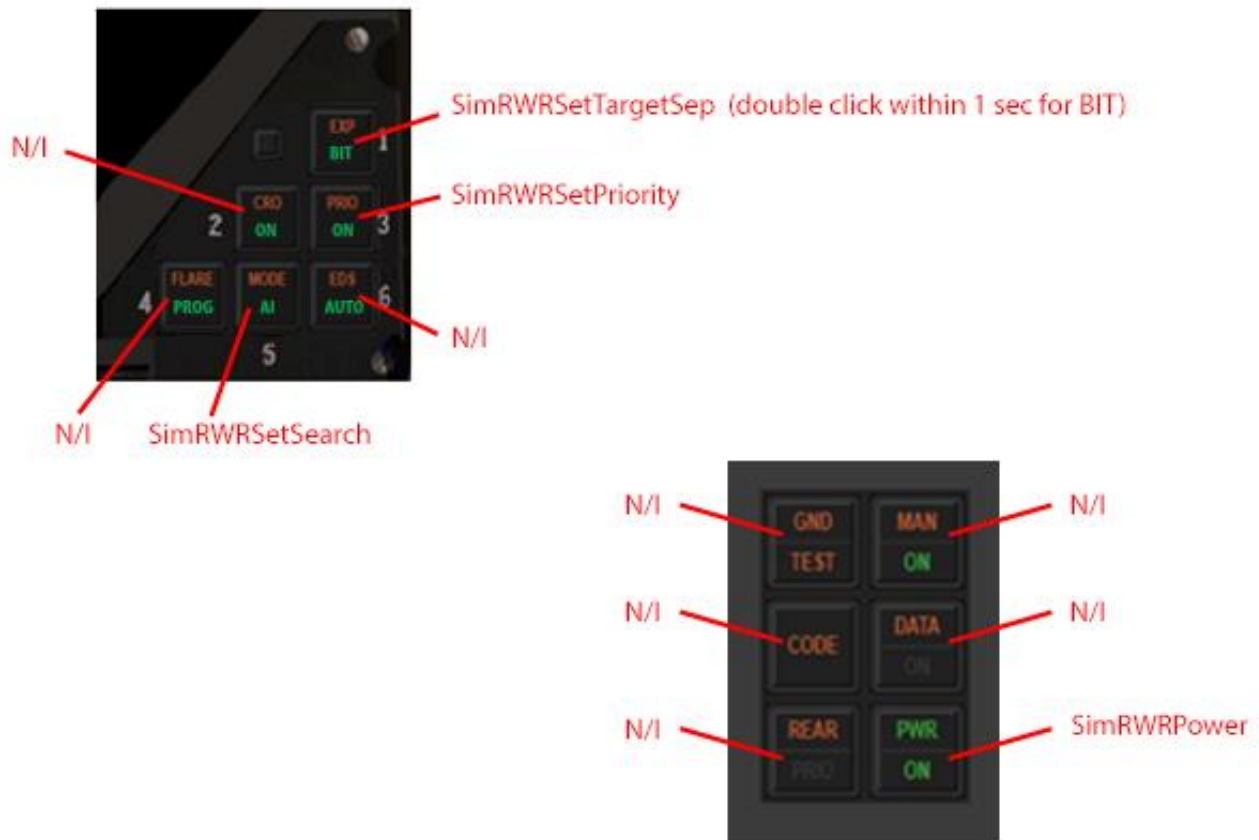 SimRWRSetTargetSep (double click within 1 sec for BIT)
EXP
BIT
1
N/I
SimRWRSetPriority
CRO
ON
2
PRIO
ON
3
FLARE
PROG
4
MODE
AI
5
EDS
AUTO
6
N/I
N/I
SimRWRSetSearch
N/I
GND
TEST
MAN
ON
N/I
N/I
CODE
DATA
ON
N/I
N/I
REAR
PRIO
PWR
ON
SimRWRPower